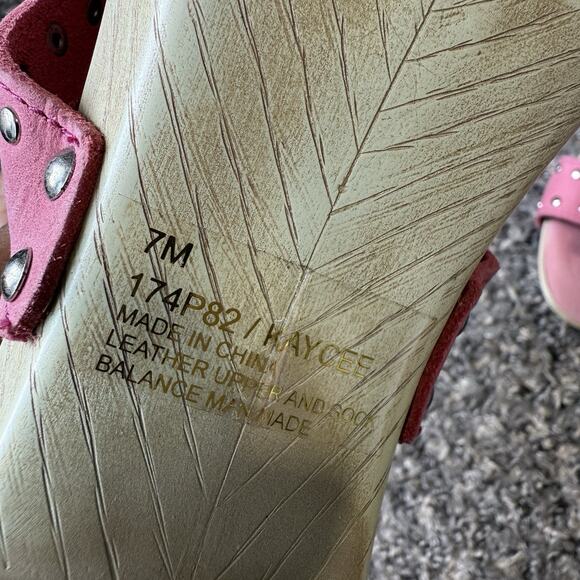 7M
174P82 / KAYCEE
MADE IN CHINA
LEATHER UPPER AND SOCK
BALANCE MAN MADE